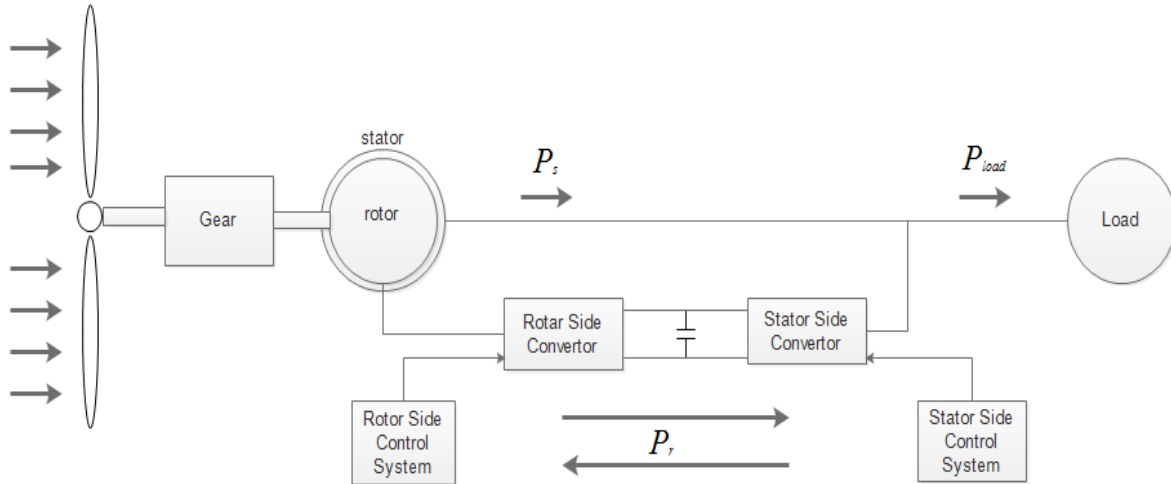 stator
P_s
P_load
Gear
rotor
Load
Rotar Side
Convertor
Stator Side
Convertor
Rotor Side
Control
System
P_r
Stator Side
Control
System